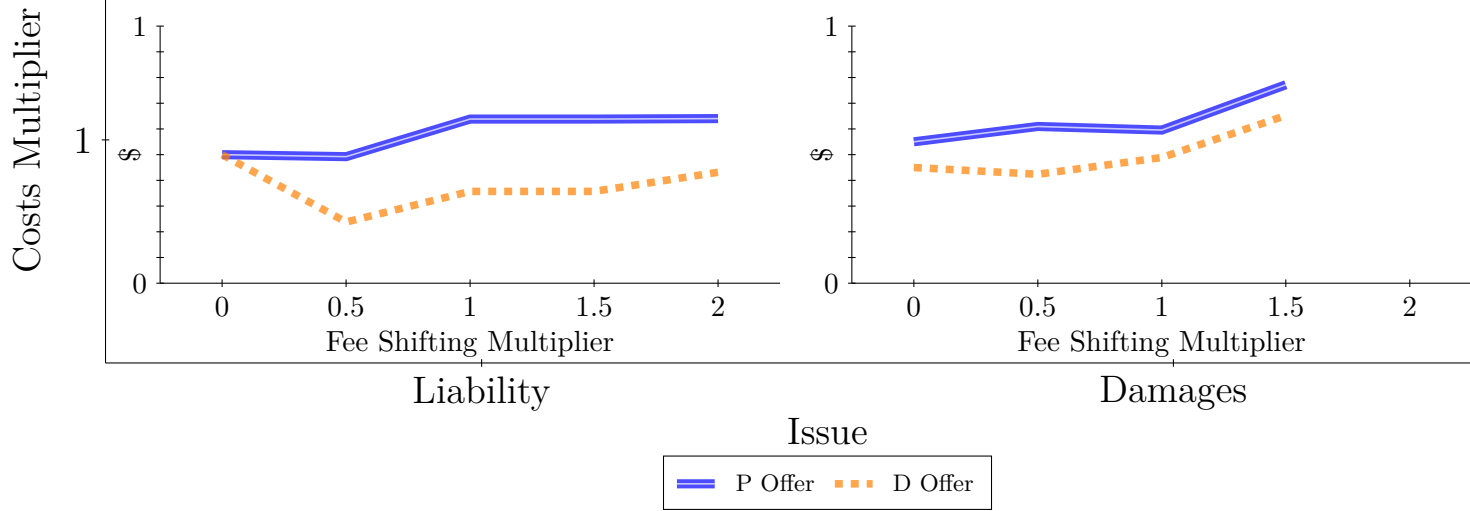 Costs Multiplier
1
1
$
0
0 0.5 1 1.5 2
Fee Shifting Multiplier
1
$
0
0 0.5 1 1.5 2
Fee Shifting Multiplier
Liability
Damages
Issue
P Offer D Offer